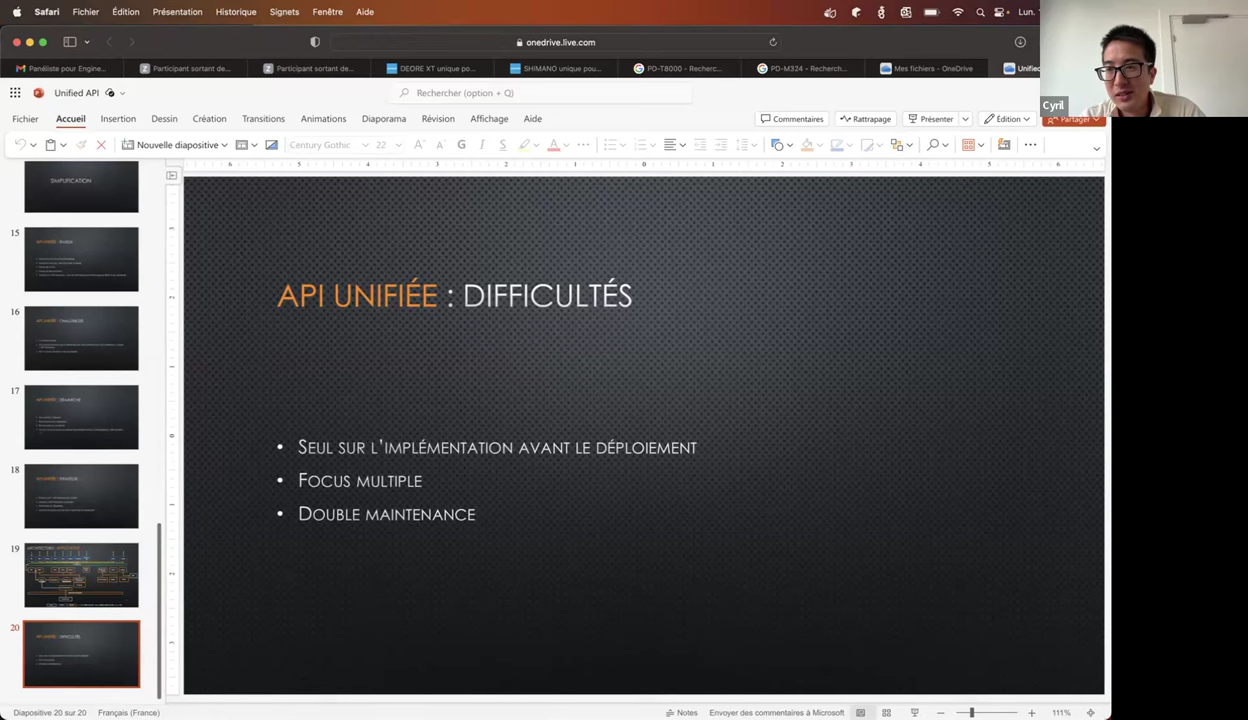 Safari Fichier Édition Présentation Historique Signets Fenêtre Aide Lun.
onedrive.live.com
Panéliste pour Engine... Participant sortant de... Participant sortant de... DEORE XT unique po... SHIMANO unique pou... PD-T8000 - Recherc... PD-M324 - Recherch... Mes fichiers - OneDrive Unified
Unified API Rechercher (option + Q)
Cyril
Fichier Accueil Insertion Dessin Création Transitions Animations Diaporama Révision Affichage Aide Commentaires Rattrapage Présenter Édition Partager
Nouvelle diapositive Century Gothic 22 G I S A
SIMPLIFICATION
15
16
17
18
19
20
API UNIFIÉE : DIFFICULTÉS
• SEUL SUR L'IMPLÉMENTATION AVANT LE DÉPLOIEMENT
• FOCUS MULTIPLE
• DOUBLE MAINTENANCE
Diapositive 20 sur 20 Français (France) Notes Envoyer des commentaires à Microsoft 111%